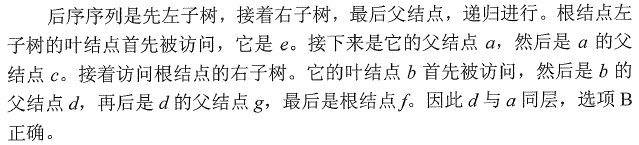 后序序列是先左子树，接着右子树，最后父结点，递归进行。根结点左
子树的叶结点首先被访问，它是 e。接下来是它的父结点 a，然后是 a 的父
结点 c。接着访问根结点的右子树。它的叶结点 b 首先被访问，然后是 b 的
父结点 d，再后是 d 的父结点 g，最后是根结点 f。因此 d 与 a 同层，选项 B
正确。